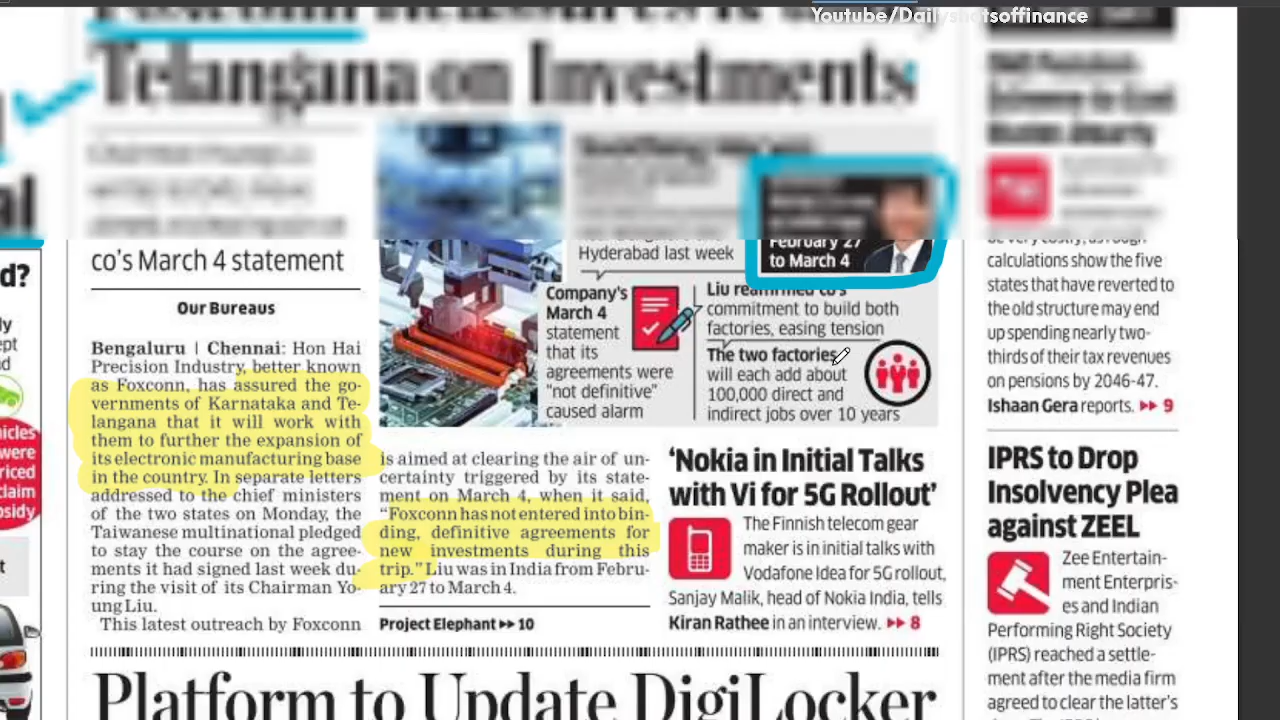 Youtube/Dailyshotsoffinance
Telangana on Investments
co's March 4 statement
Our Bureaus
Bengaluru | Chennai: Hon Hai
Precision Industry, better known
as Foxconn, has assured the go-
vernments of Karnataka and Te-
langana that it will work with
them to further the expansion of
its electronic manufacturing base
in the country. In separate letters
addressed to the chief ministers
of the two states on Monday, the
Taiwanese multinational pledged
to stay the course on the agree-
ments it had signed last week du-
ring the visit of its Chairman Yo-
ung Liu.
This latest outreach by Foxconn
is aimed at clearing the air of un-
certainty triggered by its state-
ment on March 4, when it said,
“Foxconn has not entered into bin-
ding, definitive agreements for
new investments during this
trip.” Liu was in India from Febru-
ary 27 to March 4.
Project Elephant ▸▸ 10
Hyderabad last week
February 27
to March 4
Company's
March 4
statement
that its
agreements were
“not definitive”
caused alarm
Liu reaffirmed co's
commitment to build both
factories, easing tension
The two factories
will each add about
100,000 direct and
indirect jobs over 10 years
‘Nokia in Initial Talks
with Vi for 5G Rollout’
The Finnish telecom gear
maker is in initial talks with
Vodafone Idea for 5G rollout,
Sanjay Malik, head of Nokia India, tells
Kiran Rathee in an interview. ▸▸ 8
be very costly, as rough
calculations show the five
states that have reverted to
the old structure may end
up spending nearly two-
thirds of their tax revenues
on pensions by 2046-47.
Ishaan Gera reports. ▸▸ 9
IPRS to Drop
Insolvency Plea
against ZEEL
Zee Entertain-
ment Enterpris-
es and Indian
Performing Right Society
(IPRS) reached a settle-
ment after the media firm
agreed to clear the latter's
Platform to Update DigiLocker
al
d?
ly
ept
id
hicles
were
riced
claim
bsidy
t